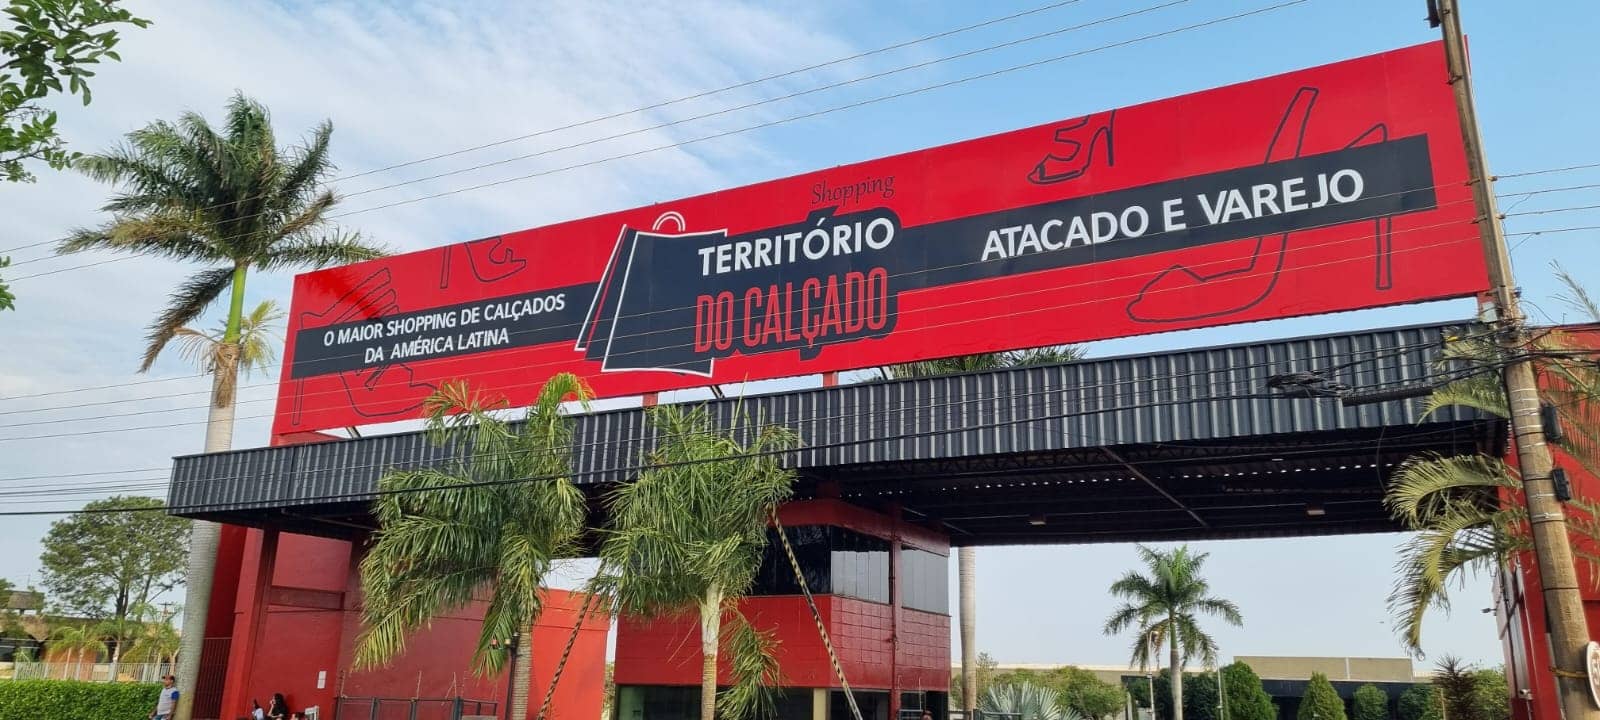 O MAIOR SHOPPING DE CALÇADOS
DA AMÉRICA LATINA
Shopping
TERRITÓRIO
DO CALÇADO
ATACADO E VAREJO